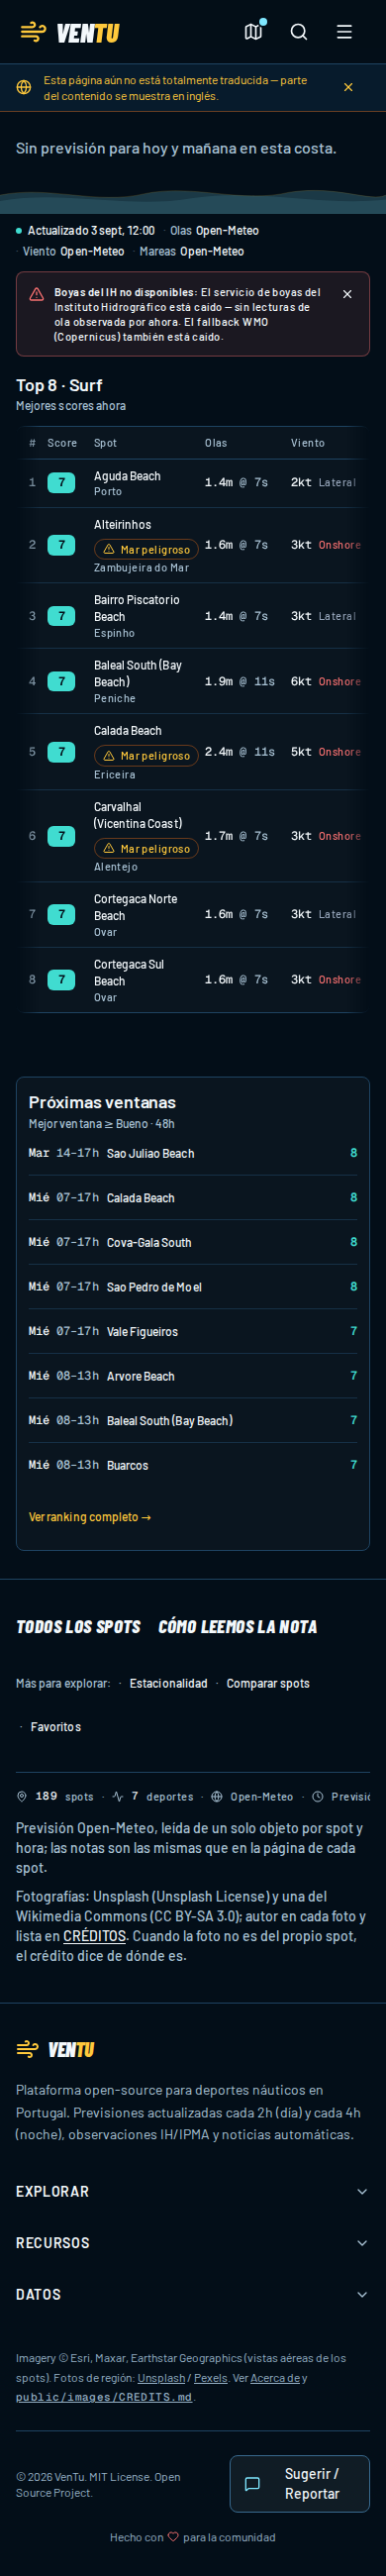 VENTU
Esta página aún no está totalmente traducida — parte
del contenido se muestra en inglés.
Sin previsión para hoy y mañana en esta costa.
Actualizado 3 sept, 12:00 · Olas Open-Meteo
· Viento Open-Meteo · Mareas Open-Meteo
Boyas del IH no disponibles: El servicio de boyas del
Instituto Hidrográfico está caído — sin lecturas de
ola observada por ahora. El fallback WMO
(Copernicus) también está caído.
Top 8 · Surf
Mejores scores ahora
# Score Spot Olas Viento
1 7 Aguda Beach 1.4m @ 7s 2kt Lateral
Porto
Alteirinhos
2 7 Mar peligroso 1.6m @ 7s 3kt Onshore
Zambujeira do Mar
Bairro Piscatorio
3 7 Beach 1.4m @ 7s 3kt Lateral
Espinho
Baleal South (Bay
4 7 Beach) 1.9m @ 11s 6kt Onshore
Peniche
Calada Beach
5 7 Mar peligroso 2.4m @ 11s 5kt Onshore
Ericeira
Carvalhal
(Vicentina Coast)
6 7 Mar peligroso 1.7m @ 7s 3kt Onshore
Alentejo
Cortegaca Norte
7 7 Beach 1.6m @ 7s 3kt Lateral
Ovar
Cortegaca Sul
8 7 Beach 1.6m @ 7s 3kt Onshore
Ovar
Próximas ventanas
Mejor ventana ≥ Bueno · 48h
Mar 14-17h Sao Juliao Beach 8
Mié 07-17h Calada Beach 8
Mié 07-17h Cova-Gala South 8
Mié 07-17h Sao Pedro de Moel 8
Mié 07-17h Vale Figueiros 7
Mié 08-13h Arvore Beach 7
Mié 08-13h Baleal South (Bay Beach) 7
Mié 08-13h Buarcos 7
Ver ranking completo →
TODOS LOS SPOTS CÓMO LEEMOS LA NOTA
Más para explorar: · Estacionalidad · Comparar spots
· Favoritos
189 spots · 7 deportes · Open-Meteo · Previsió
Previsión Open-Meteo, leída de un solo objeto por spot y
hora; las notas son las mismas que en la página de cada
spot.
Fotografías: Unsplash (Unsplash License) y una del
Wikimedia Commons (CC BY-SA 3.0); autor en cada foto y
lista en CRÉDITOS. Cuando la foto no es del propio spot,
el crédito dice de dónde es.
VENTU
Plataforma open-source para deportes náuticos en
Portugal. Previsiones actualizadas cada 2h (día) y cada 4h
(noche), observaciones IH/IPMA y noticias automáticas.
EXPLORAR
RECURSOS
DATOS
Imagery © Esri, Maxar, Earthstar Geographics (vistas aéreas de los
spots). Fotos de región: Unsplash / Pexels. Ver Acerca de y
public/images/CREDITS.md.
© 2026 VenTu. MIT License. Open
Source Project.
Sugerir /
Reportar
Hecho con ♡ para la comunidad